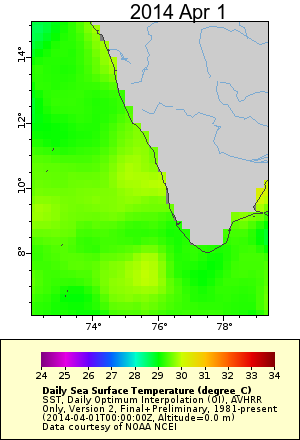 2014 Apr 1
14°
12°
10°
8°
74° 76° 78°
24 25 26 27 28 29 30 31 32 33 34
Daily Sea Surface Temperature (degree_C)
SST, Daily Optimum Interpolation (OI), AVHRR
Only, Version 2, Final+Preliminary, 1981-present
(2014-04-01T00:00:00Z, Altitude=0.0 m)
Data courtesy of NOAA NCEI